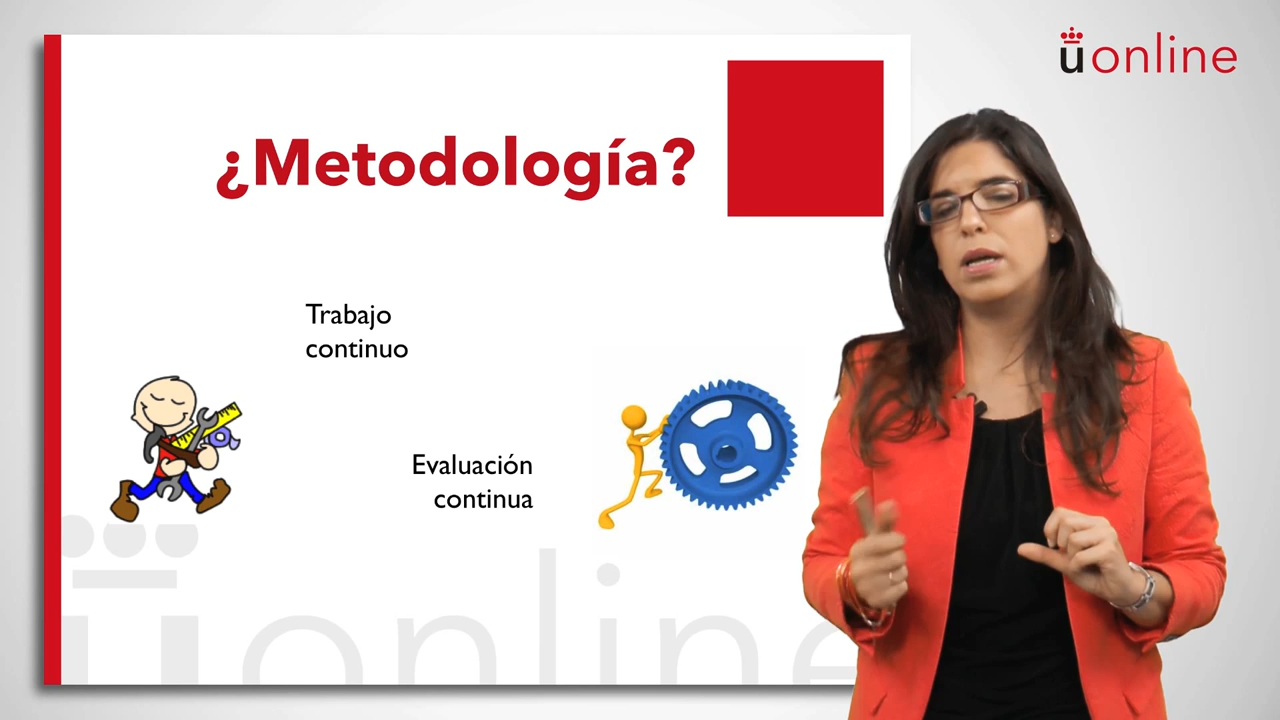 üonline
¿Metodología?
Trabajo
continuo
Evaluación
continua
üonline